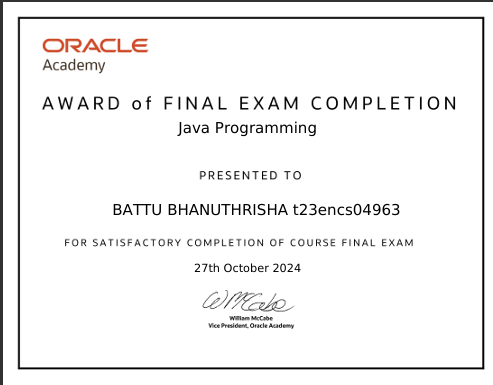 ORACLE
Academy
AWARD of FINAL EXAM COMPLETION
Java Programming
PRESENTED TO
BATTU BHANUTHRISHA t23encs04963
FOR SATISFACTORY COMPLETION OF COURSE FINAL EXAM
27th October 2024
WMcCabe
William McCabe
Vice President, Oracle Academy